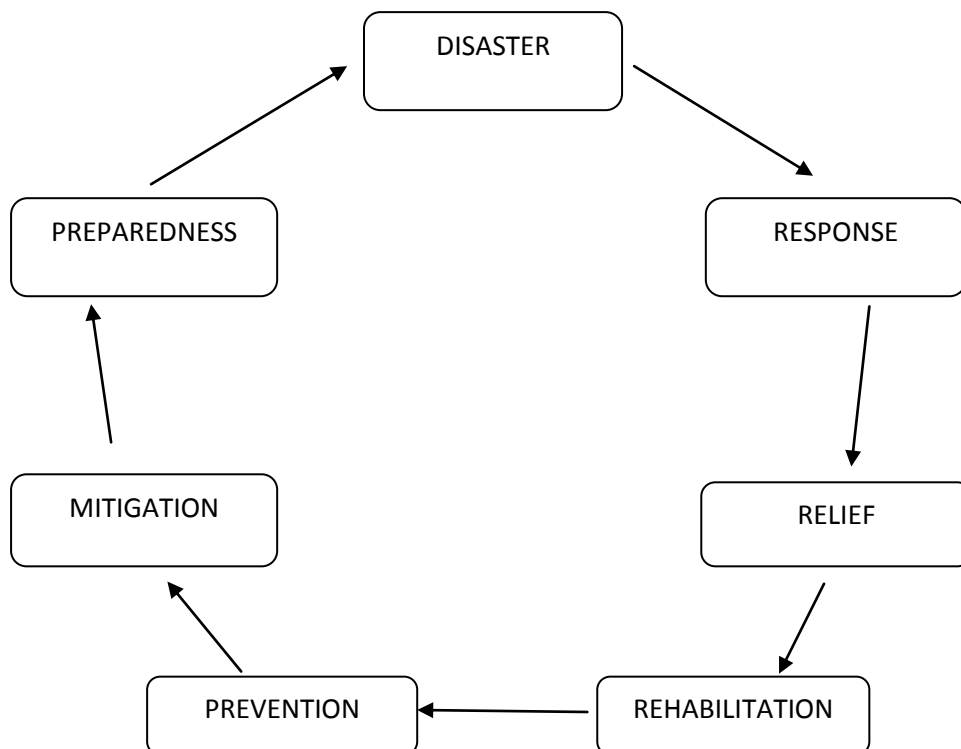 DISASTER
PREPAREDNESS
RESPONSE
MITIGATION
RELIEF
PREVENTION
REHABILITATION